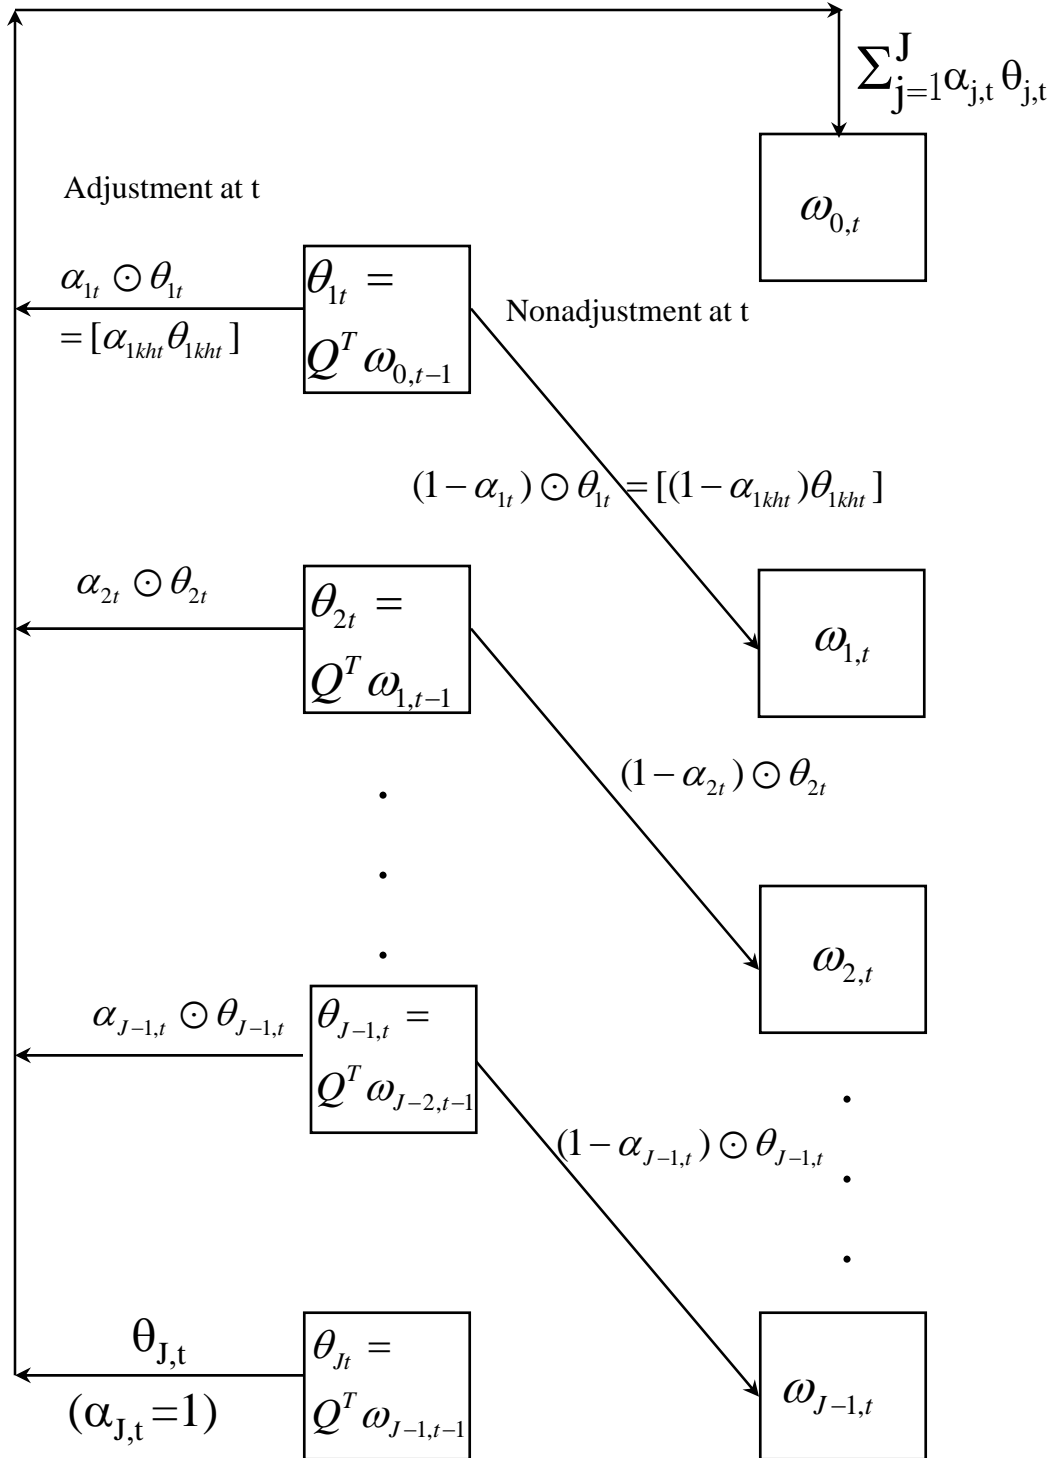 ∑_{j=1}^{J} α_{j,t} θ_{j,t}
Adjustment at t
ω_{0,t}
α_{1t} ⊙ θ_{1t}
= [α_{1kht} θ_{1kht}]
θ_{1t} =
Q^T ω_{0,t−1}
Nonadjustment at t
(1−α_{1t}) ⊙ θ_{1t} = [(1−α_{1kht})θ_{1kht}]
α_{2t} ⊙ θ_{2t}
θ_{2t} =
Q^T ω_{1,t−1}
ω_{1,t}
(1−α_{2t}) ⊙ θ_{2t}
.
.
.
ω_{2,t}
α_{J−1,t} ⊙ θ_{J−1,t}
θ_{J−1,t} =
Q^T ω_{J−2,t−1}
(1−α_{J−1,t}) ⊙ θ_{J−1,t}
.
.
.
θ_{J,t}
(α_{J,t}=1)
θ_{Jt} =
Q^T ω_{J−1,t−1}
ω_{J−1,t}